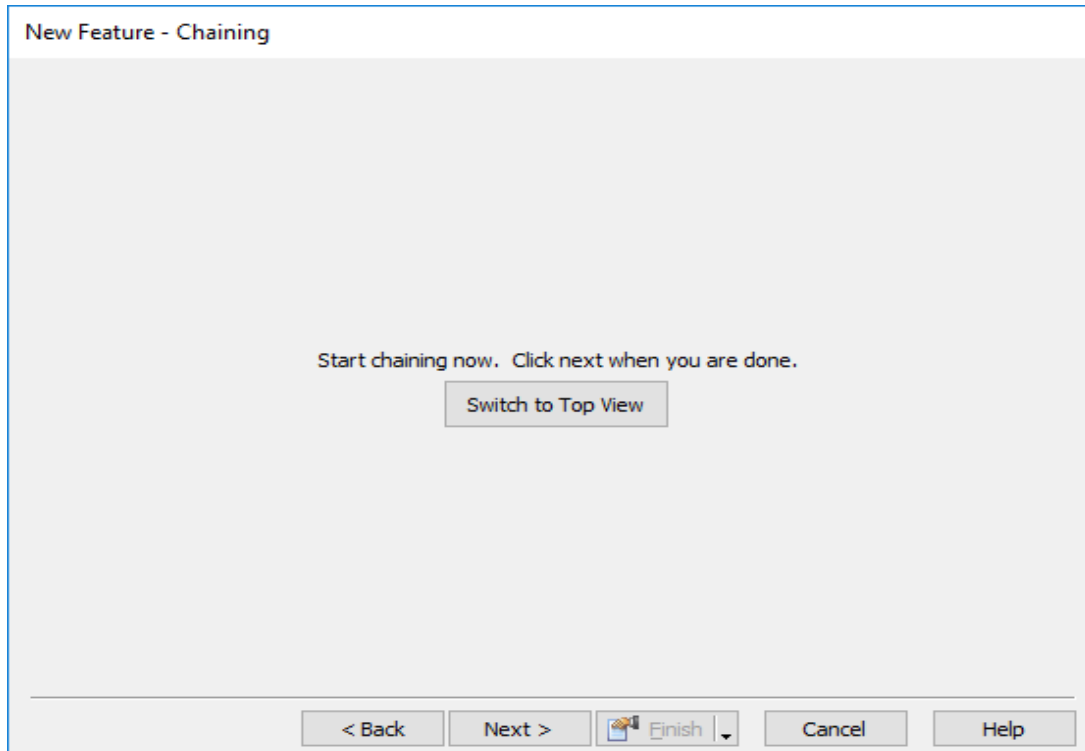 New Feature - Chaining
Start chaining now.  Click next when you are done.
Switch to Top View
< Back Next > Finish Cancel Help